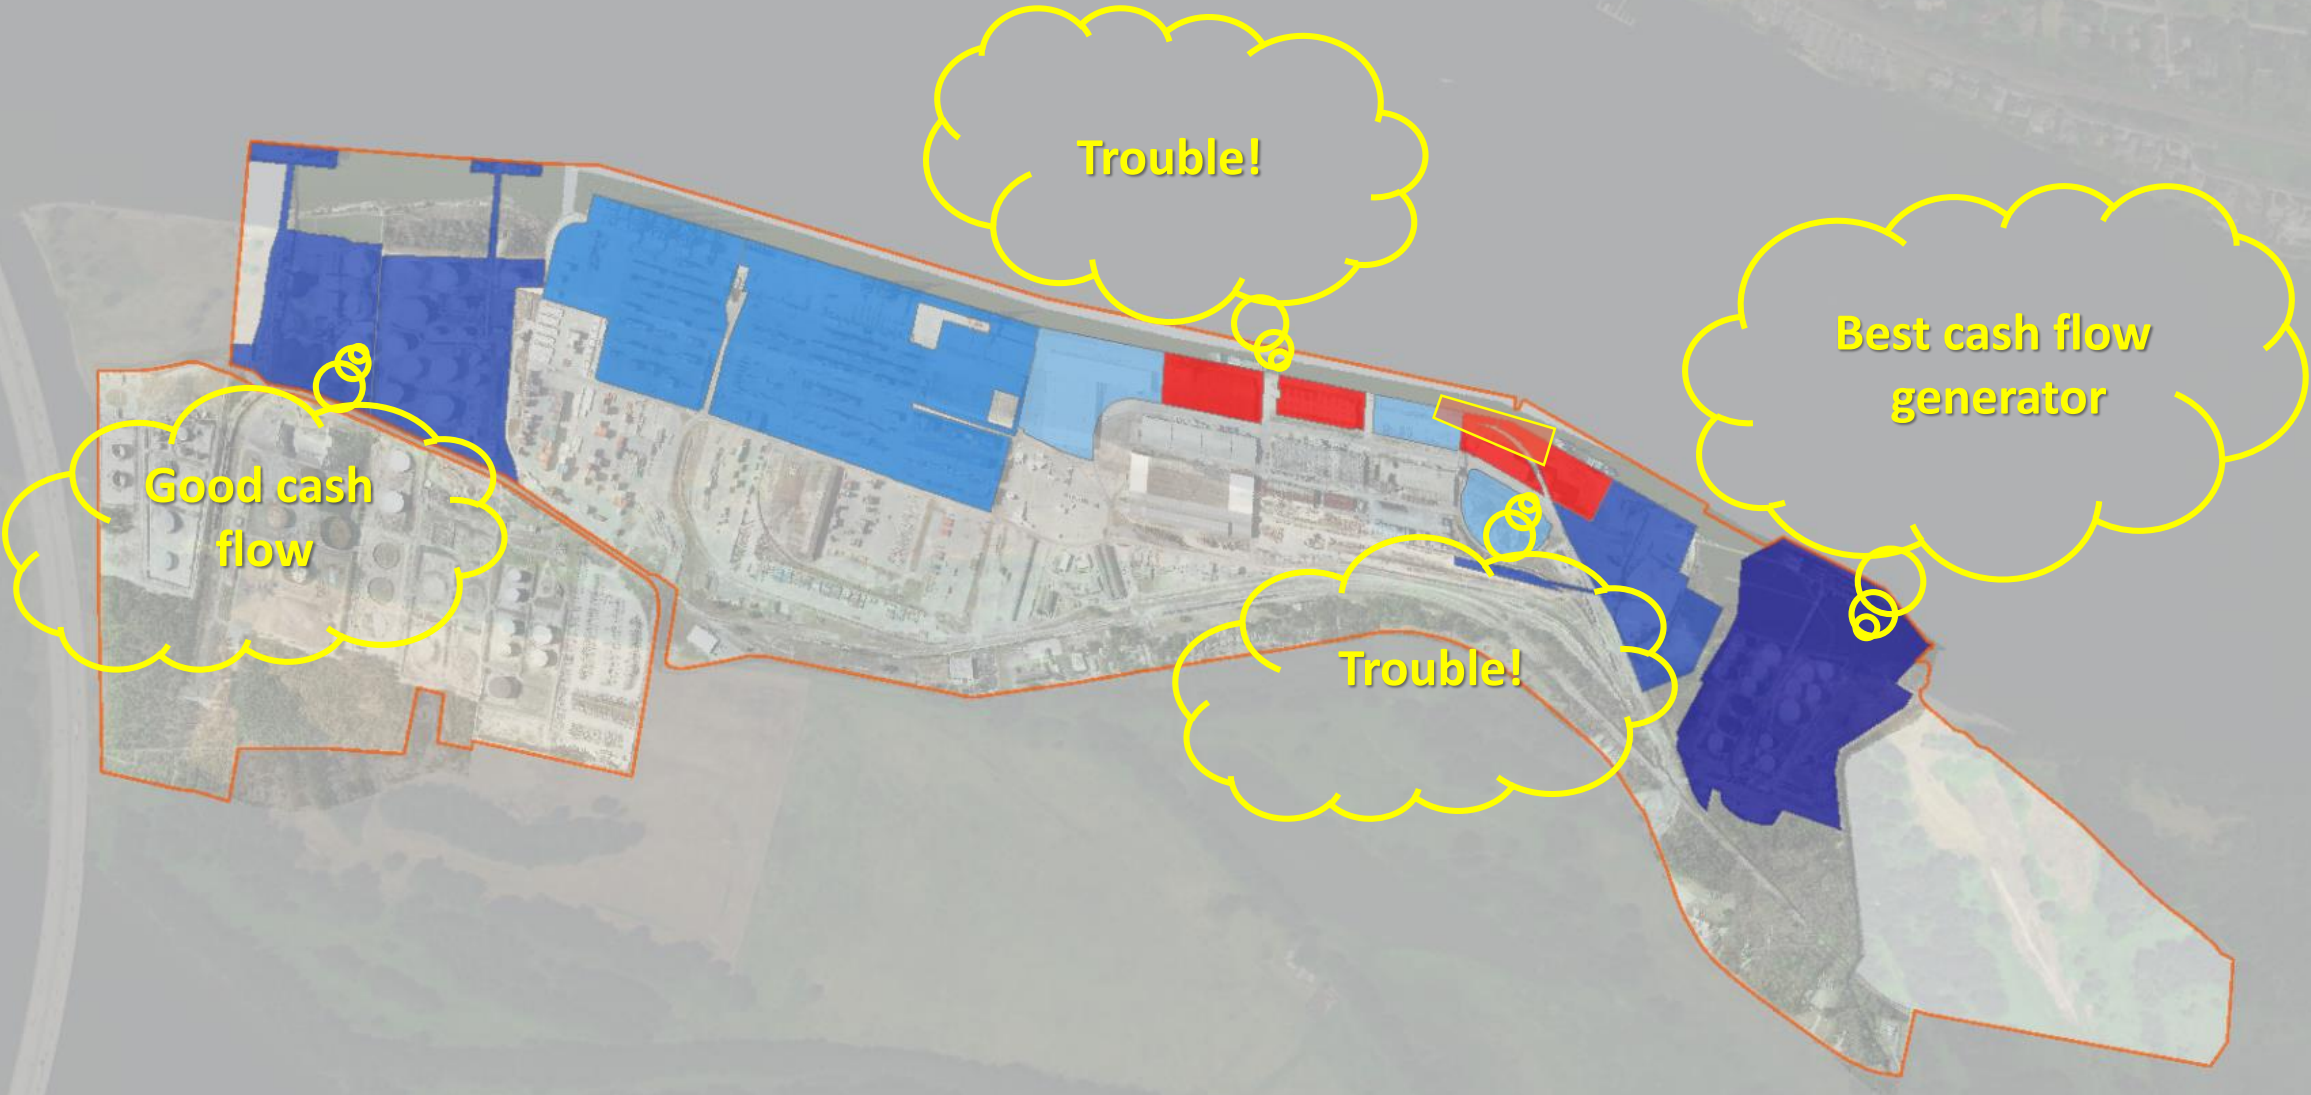 Trouble!
Best cash flow
generator
Good cash
flow
Trouble!